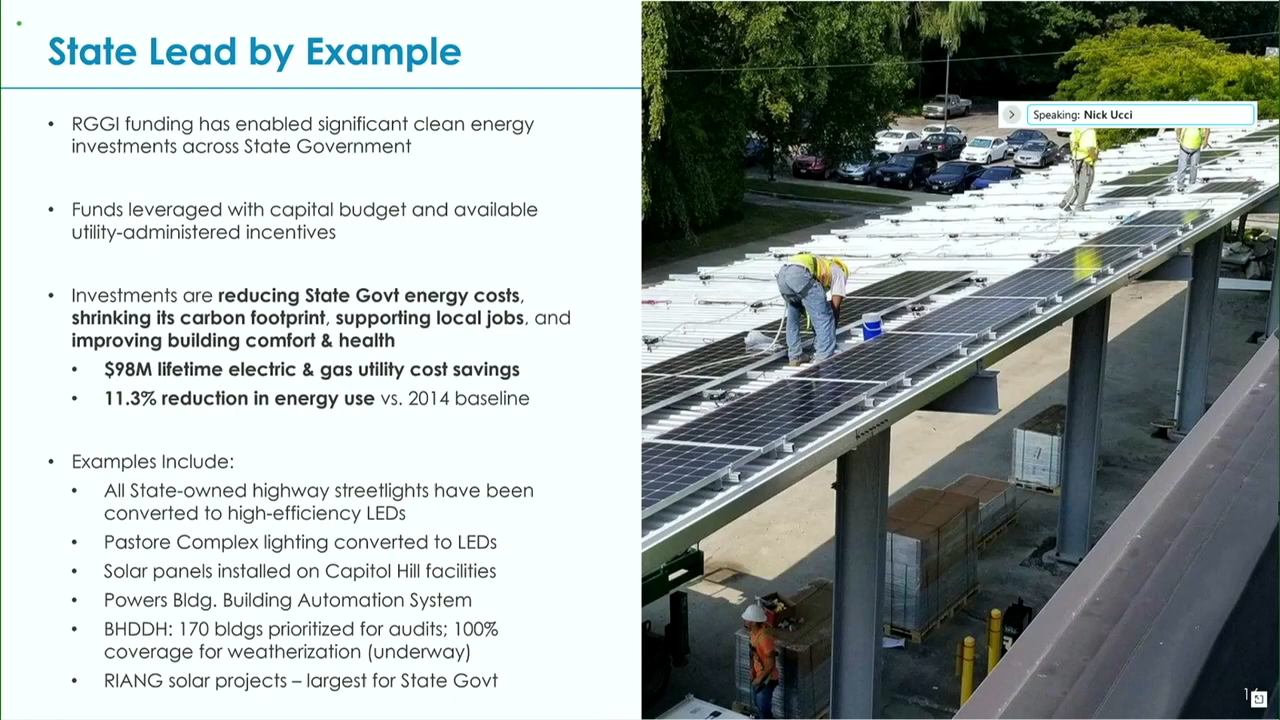 State Lead by Example
• RGGI funding has enabled significant clean energy
investments across State Government
• Funds leveraged with capital budget and available
utility-administered incentives
• Investments are reducing State Govt energy costs,
shrinking its carbon footprint, supporting local jobs, and
improving building comfort & health
• $98M lifetime electric & gas utility cost savings
• 11.3% reduction in energy use vs. 2014 baseline
• Examples Include:
• All State-owned highway streetlights have been
converted to high-efficiency LEDs
• Pastore Complex lighting converted to LEDs
• Solar panels installed on Capitol Hill facilities
• Powers Bldg. Building Automation System
• BHDDH: 170 bldgs prioritized for audits; 100%
coverage for weatherization (underway)
• RIANG solar projects – largest for State Govt
Speaking: Nick Ucci